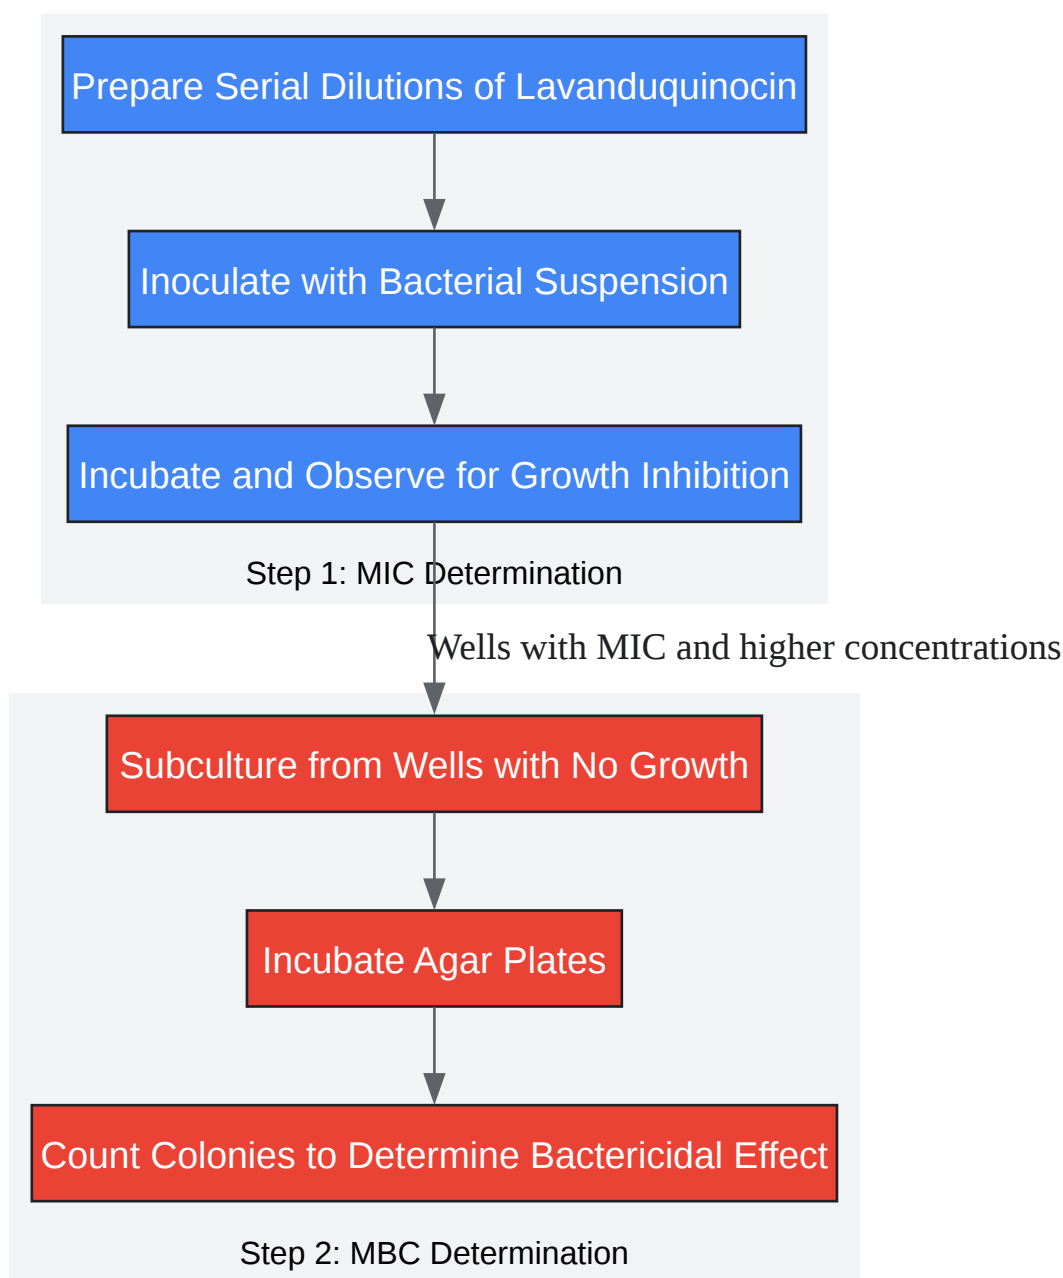 Prepare Serial Dilutions of Lavanduquinocin
Inoculate with Bacterial Suspension
Incubate and Observe for Growth Inhibition
Step 1: MIC Determination
Wells with MIC and higher concentrations
Subculture from Wells with No Growth
Incubate Agar Plates
Count Colonies to Determine Bactericidal Effect
Step 2: MBC Determination